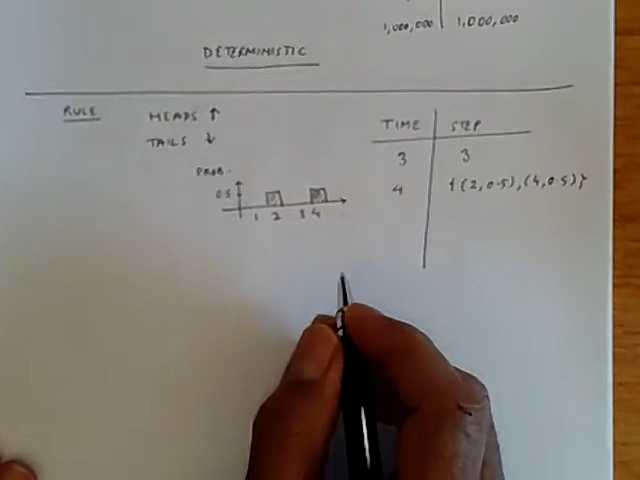 1,000,000 | 1,000,000
DETERMINISTIC
RULE HEADS ↑
TAILS ↓
PROB.
0.5
1 2 3 4
TIME STEP
3 3
4 {(2,0.5),(4,0.5)}